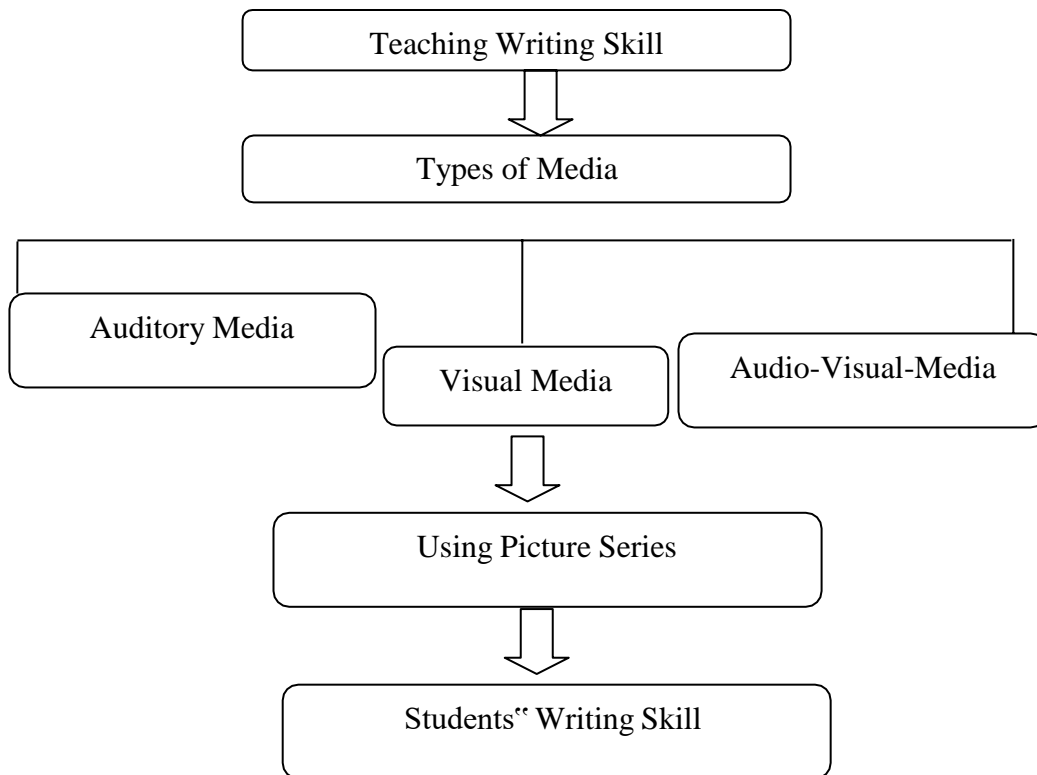 Teaching Writing Skill
Types of Media
Auditory Media
Visual Media
Audio-Visual-Media
Using Picture Series
Students‟ Writing Skill